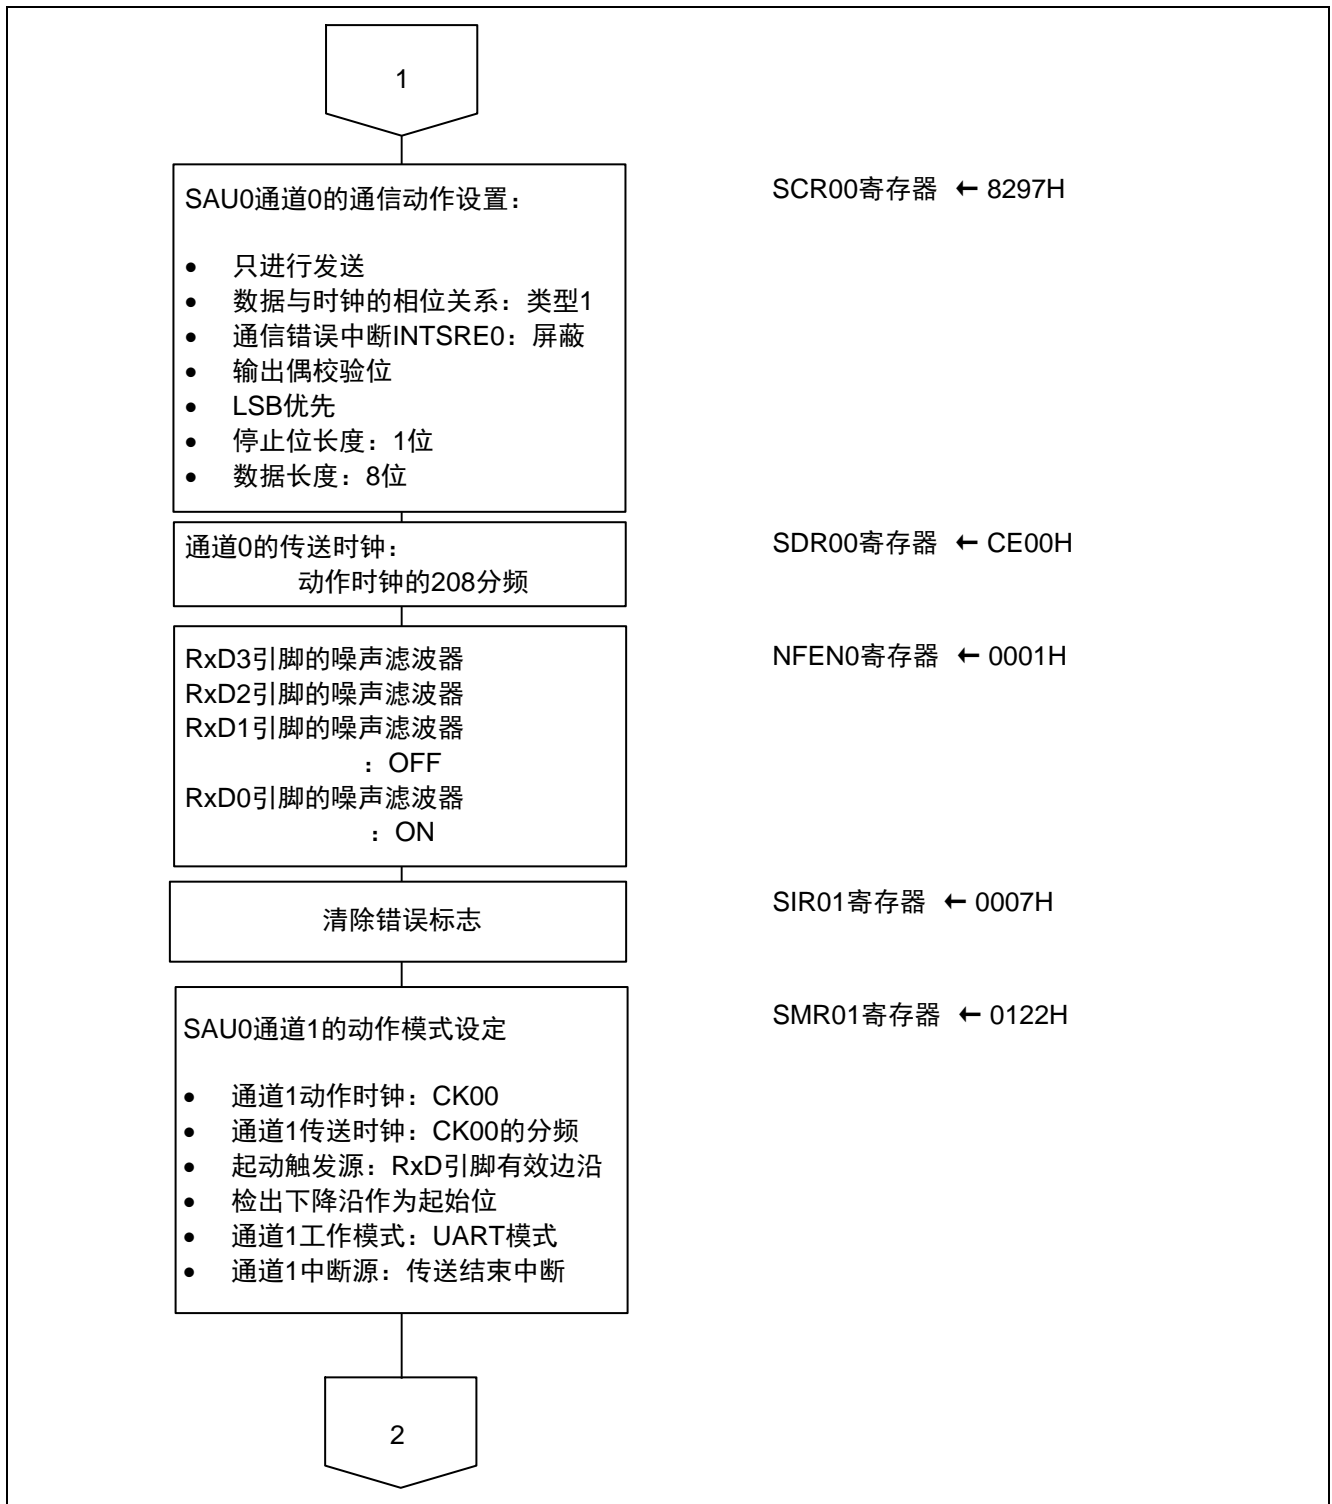 1
SAU0通道0的通信动作设置： SCR00寄存器 ← 8297H
• 只进行发送
• 数据与时钟的相位关系：类型1
• 通信错误中断INTSRE0：屏蔽
• 输出偶校验位
• LSB优先
• 停止位长度：1位
• 数据长度：8位
通道0的传送时钟： SDR00寄存器 ← CE00H
动作时钟的208分频
RxD3引脚的噪声滤波器 NFEN0寄存器 ← 0001H
RxD2引脚的噪声滤波器
RxD1引脚的噪声滤波器
：OFF
RxD0引脚的噪声滤波器
：ON
清除错误标志 SIR01寄存器 ← 0007H
SAU0通道1的动作模式设定 SMR01寄存器 ← 0122H
• 通道1动作时钟：CK00
• 通道1传送时钟：CK00的分频
• 起动触发源：RxD引脚有效边沿
• 检出下降沿作为起始位
• 通道1工作模式：UART模式
• 通道1中断源：传送结束中断
2